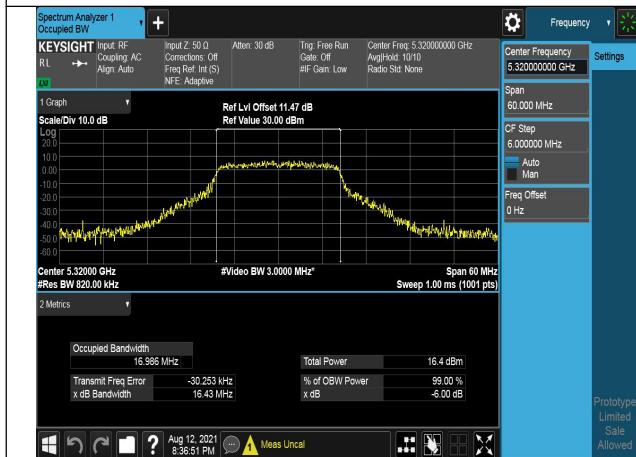 Spectrum Analyzer 1
Occupied BW
Frequency
KEYSIGHT
RL
Input: RF
Coupling: AC
Align: Auto
Input Z: 50 Ω
Corrections: Off
Freq Ref: Int (S)
NFE: Adaptive
Atten: 30 dB
Trig: Free Run
Gate: Off
#IF Gain: Low
Center Freq: 5.320000000 GHz
Avg|Hold: 10/10
Radio Std: None
1 Graph
Scale/Div 10.0 dB
Ref Lvl Offset 11.47 dB
Ref Value 30.00 dBm
Log
20.0
10.0
0.00
-10.0
-20.0
-30.0
-40.0
-50.0
-60.0
Center 5.32000 GHz
#Res BW 820.00 kHz
#Video BW 3.0000 MHz*
Span 60 MHz
Sweep 1.00 ms (1001 pts)
2 Metrics
Occupied Bandwidth
16.986 MHz
Total Power 16.4 dBm
Transmit Freq Error -30.253 kHz
% of OBW Power 99.00 %
x dB Bandwidth 16.43 MHz
x dB -6.00 dB
Aug 12, 2021
8:36:51 PM
Meas Uncal
Center Frequency
5.320000000 GHz
Settings
Span
60.000 MHz
CF Step
6.000000 MHz
Auto
Man
Freq Offset
0 Hz
Prototype
Limited
Sale
Allowed